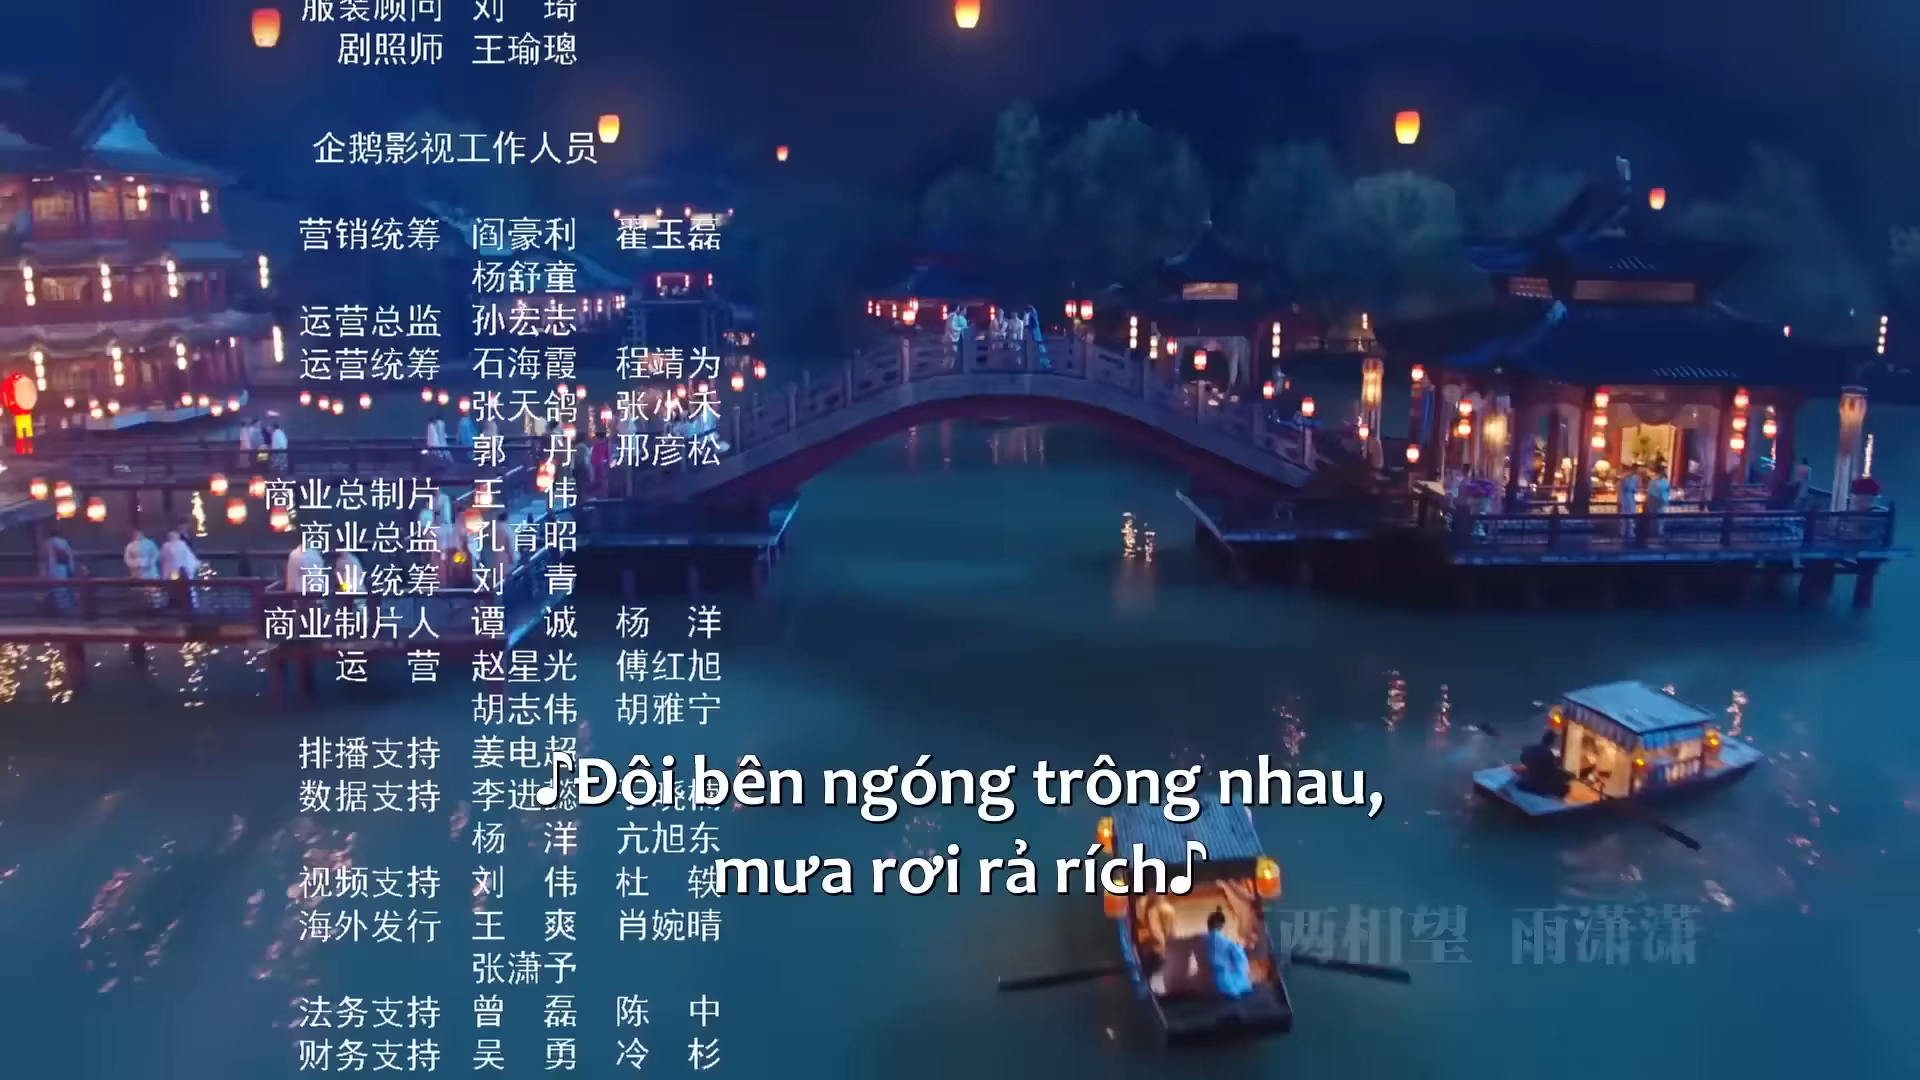 服装顾问 刘 琦
剧照师 王瑜璁
企鹅影视工作人员
营销统筹 阎豪利 翟玉磊
杨舒童
运营总监 孙宏志
运营统筹 石海霞 程靖为
张天鸽 张小禾
郭 丹 邢彦松
商业总制片 王 伟
商业总监 孔育昭
商业统筹 刘 青
商业制片人 谭 诚 杨 洋
运 营 赵星光 傅红旭
胡志伟 胡雅宁
排播支持 姜电超
数据支持 李进懿
杨 洋 亢旭东
视频支持 刘 伟 杜 轶
海外发行 王 爽 肖婉晴
张潇予
法务支持 曾 磊 陈 中
财务支持 吴 勇 冷 杉
♪Đôi bên ngóng trông nhau,
mưa rơi rả rích♪
两相望 雨潇潇